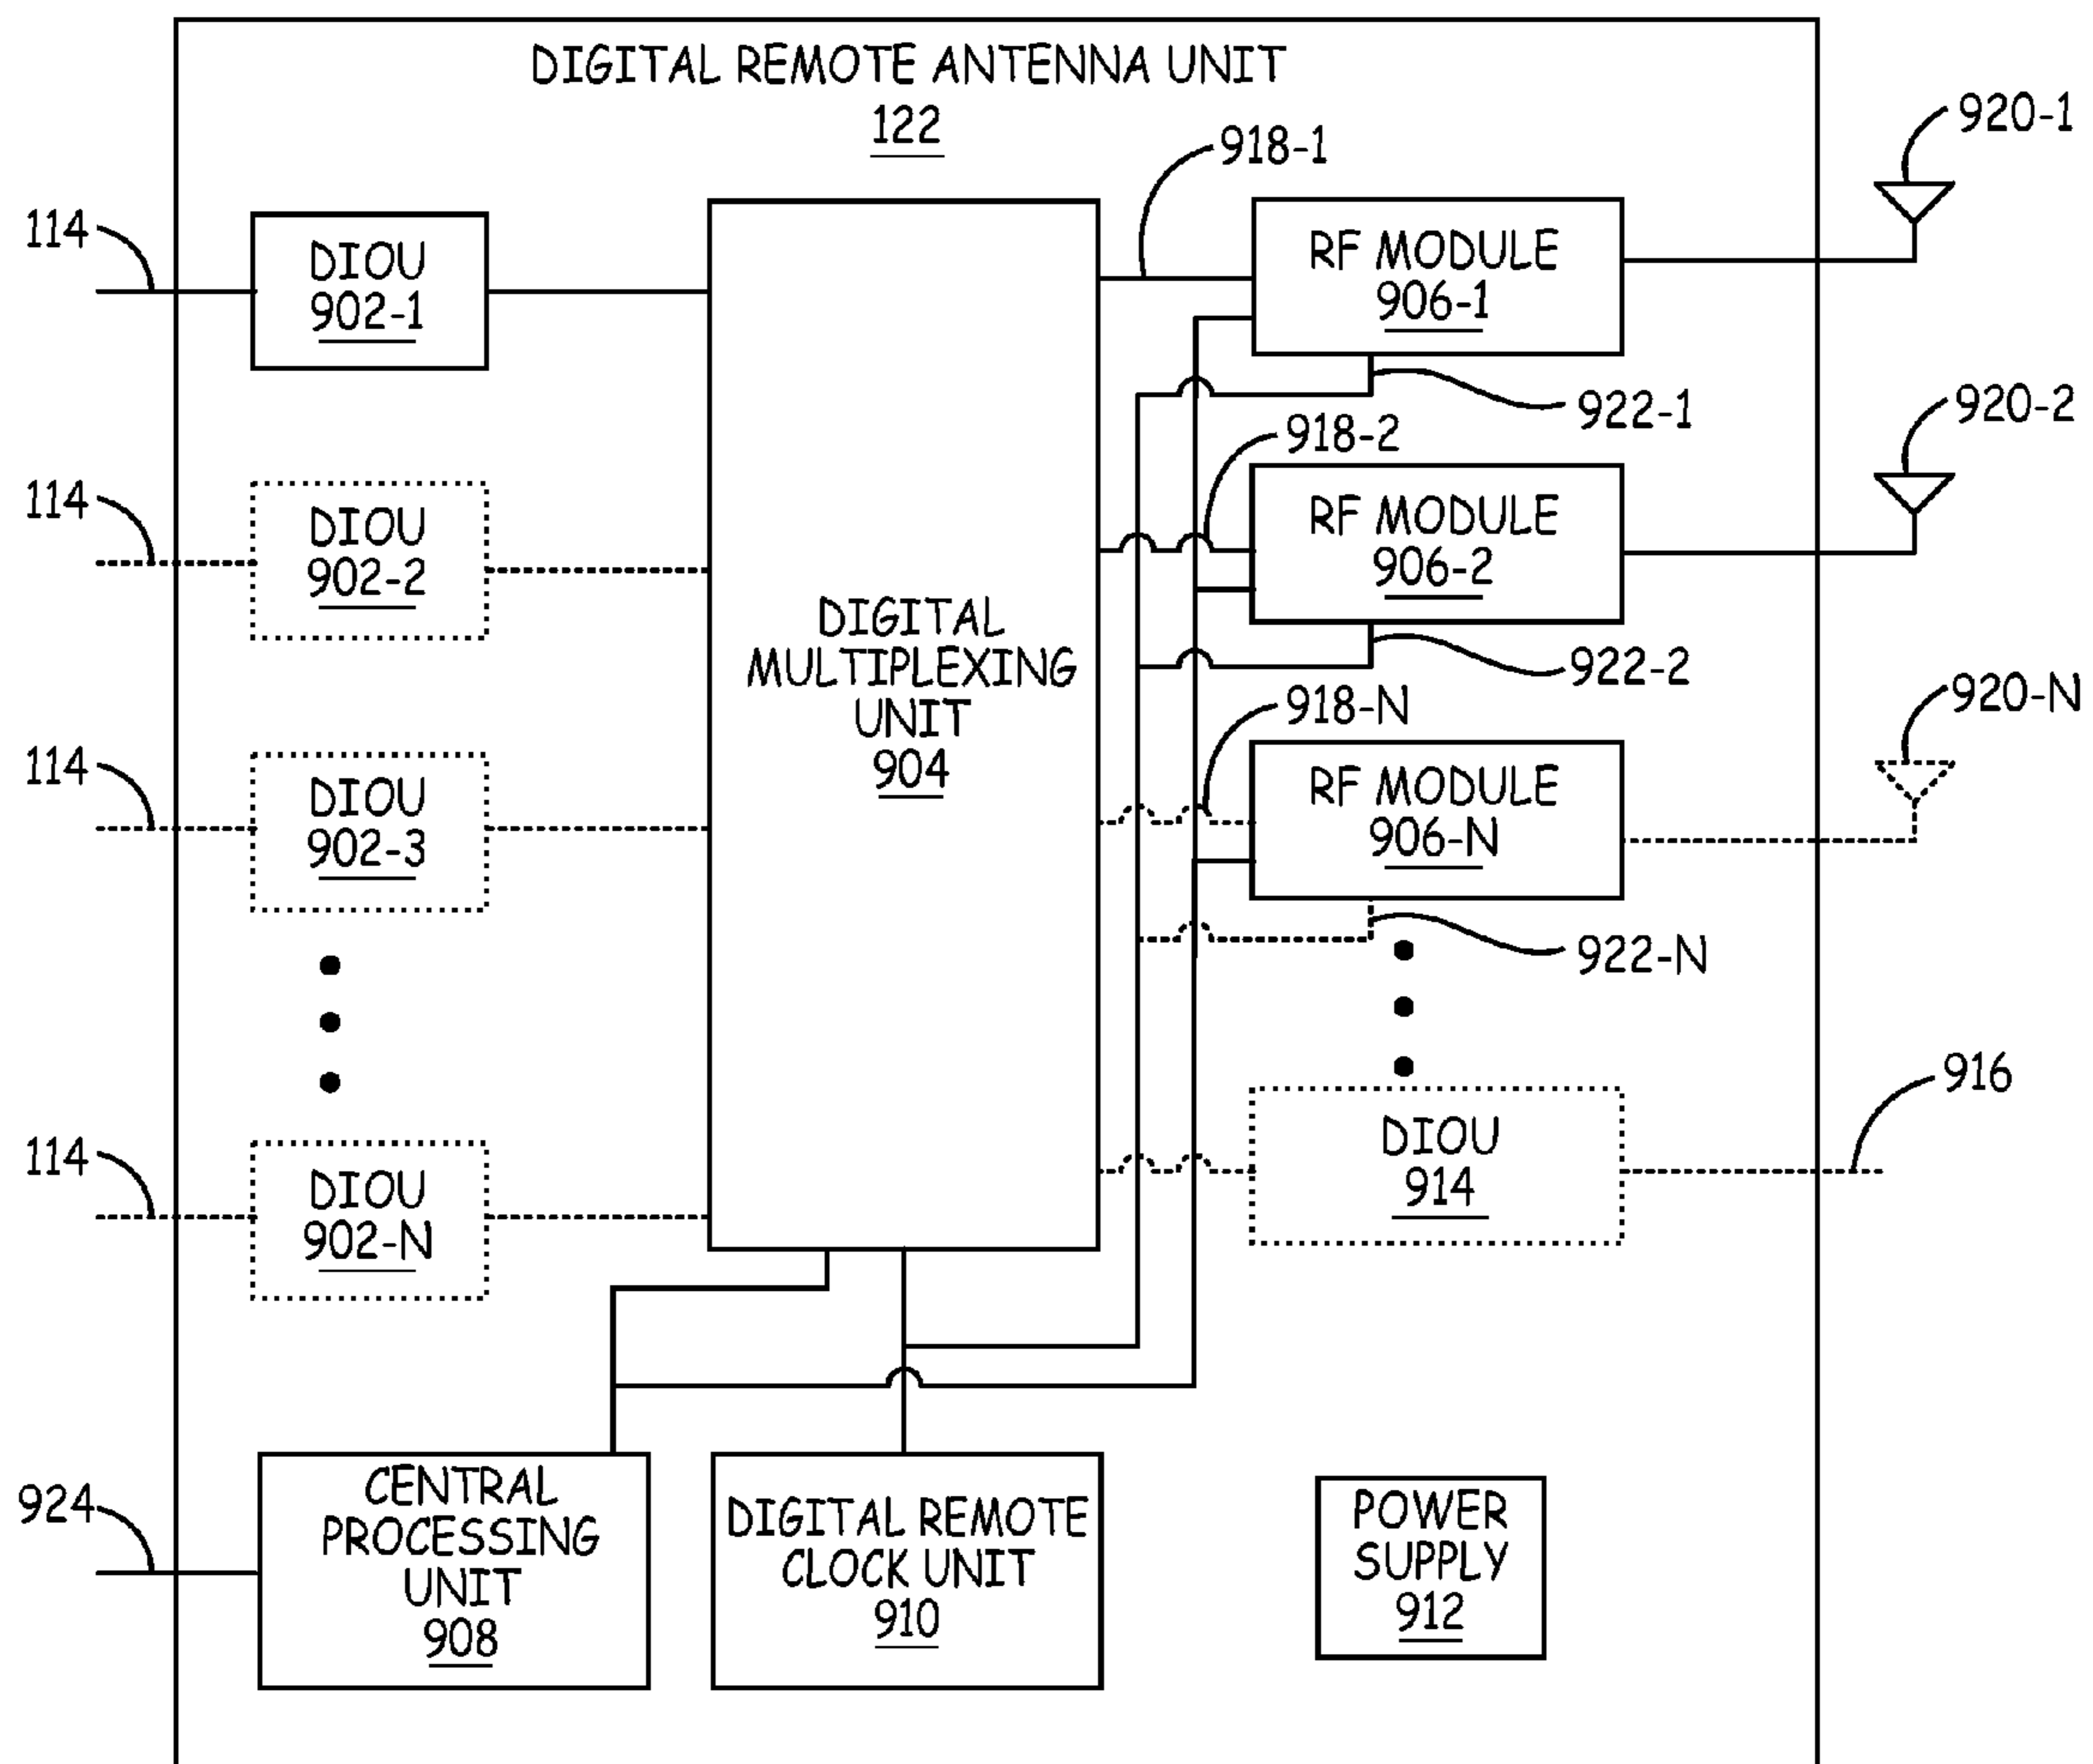 DIGITAL REMOTE ANTENNA UNIT
122
920-1
918-1
114
DIOU
902-1
RF MODULE
906-1
922-1
920-2
918-2
114
DIOU
902-2
RF MODULE
906-2
DIGITAL
MULTIPLEXING
UNIT
904
922-2
918-N
920-N
114
DIOU
902-3
RF MODULE
906-N
922-N
916
114
DIOU
902-N
DIOU
914
924
CENTRAL
PROCESSING
UNIT
908
DIGITAL REMOTE
CLOCK UNIT
910
POWER
SUPPLY
912